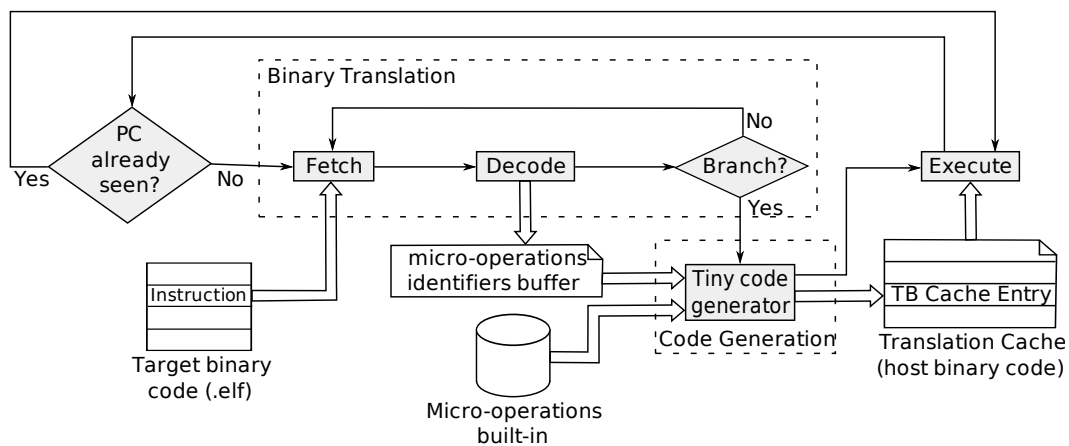 Binary Translation
PC
already
seen?
Yes
No
Fetch
Decode
Branch?
No
Yes
Execute
micro-operations
identifiers buffer
Instruction
Target binary
code (.elf)
Tiny code
generator
Code Generation
Micro-operations
built-in
TB Cache Entry
Translation Cache
(host binary code)